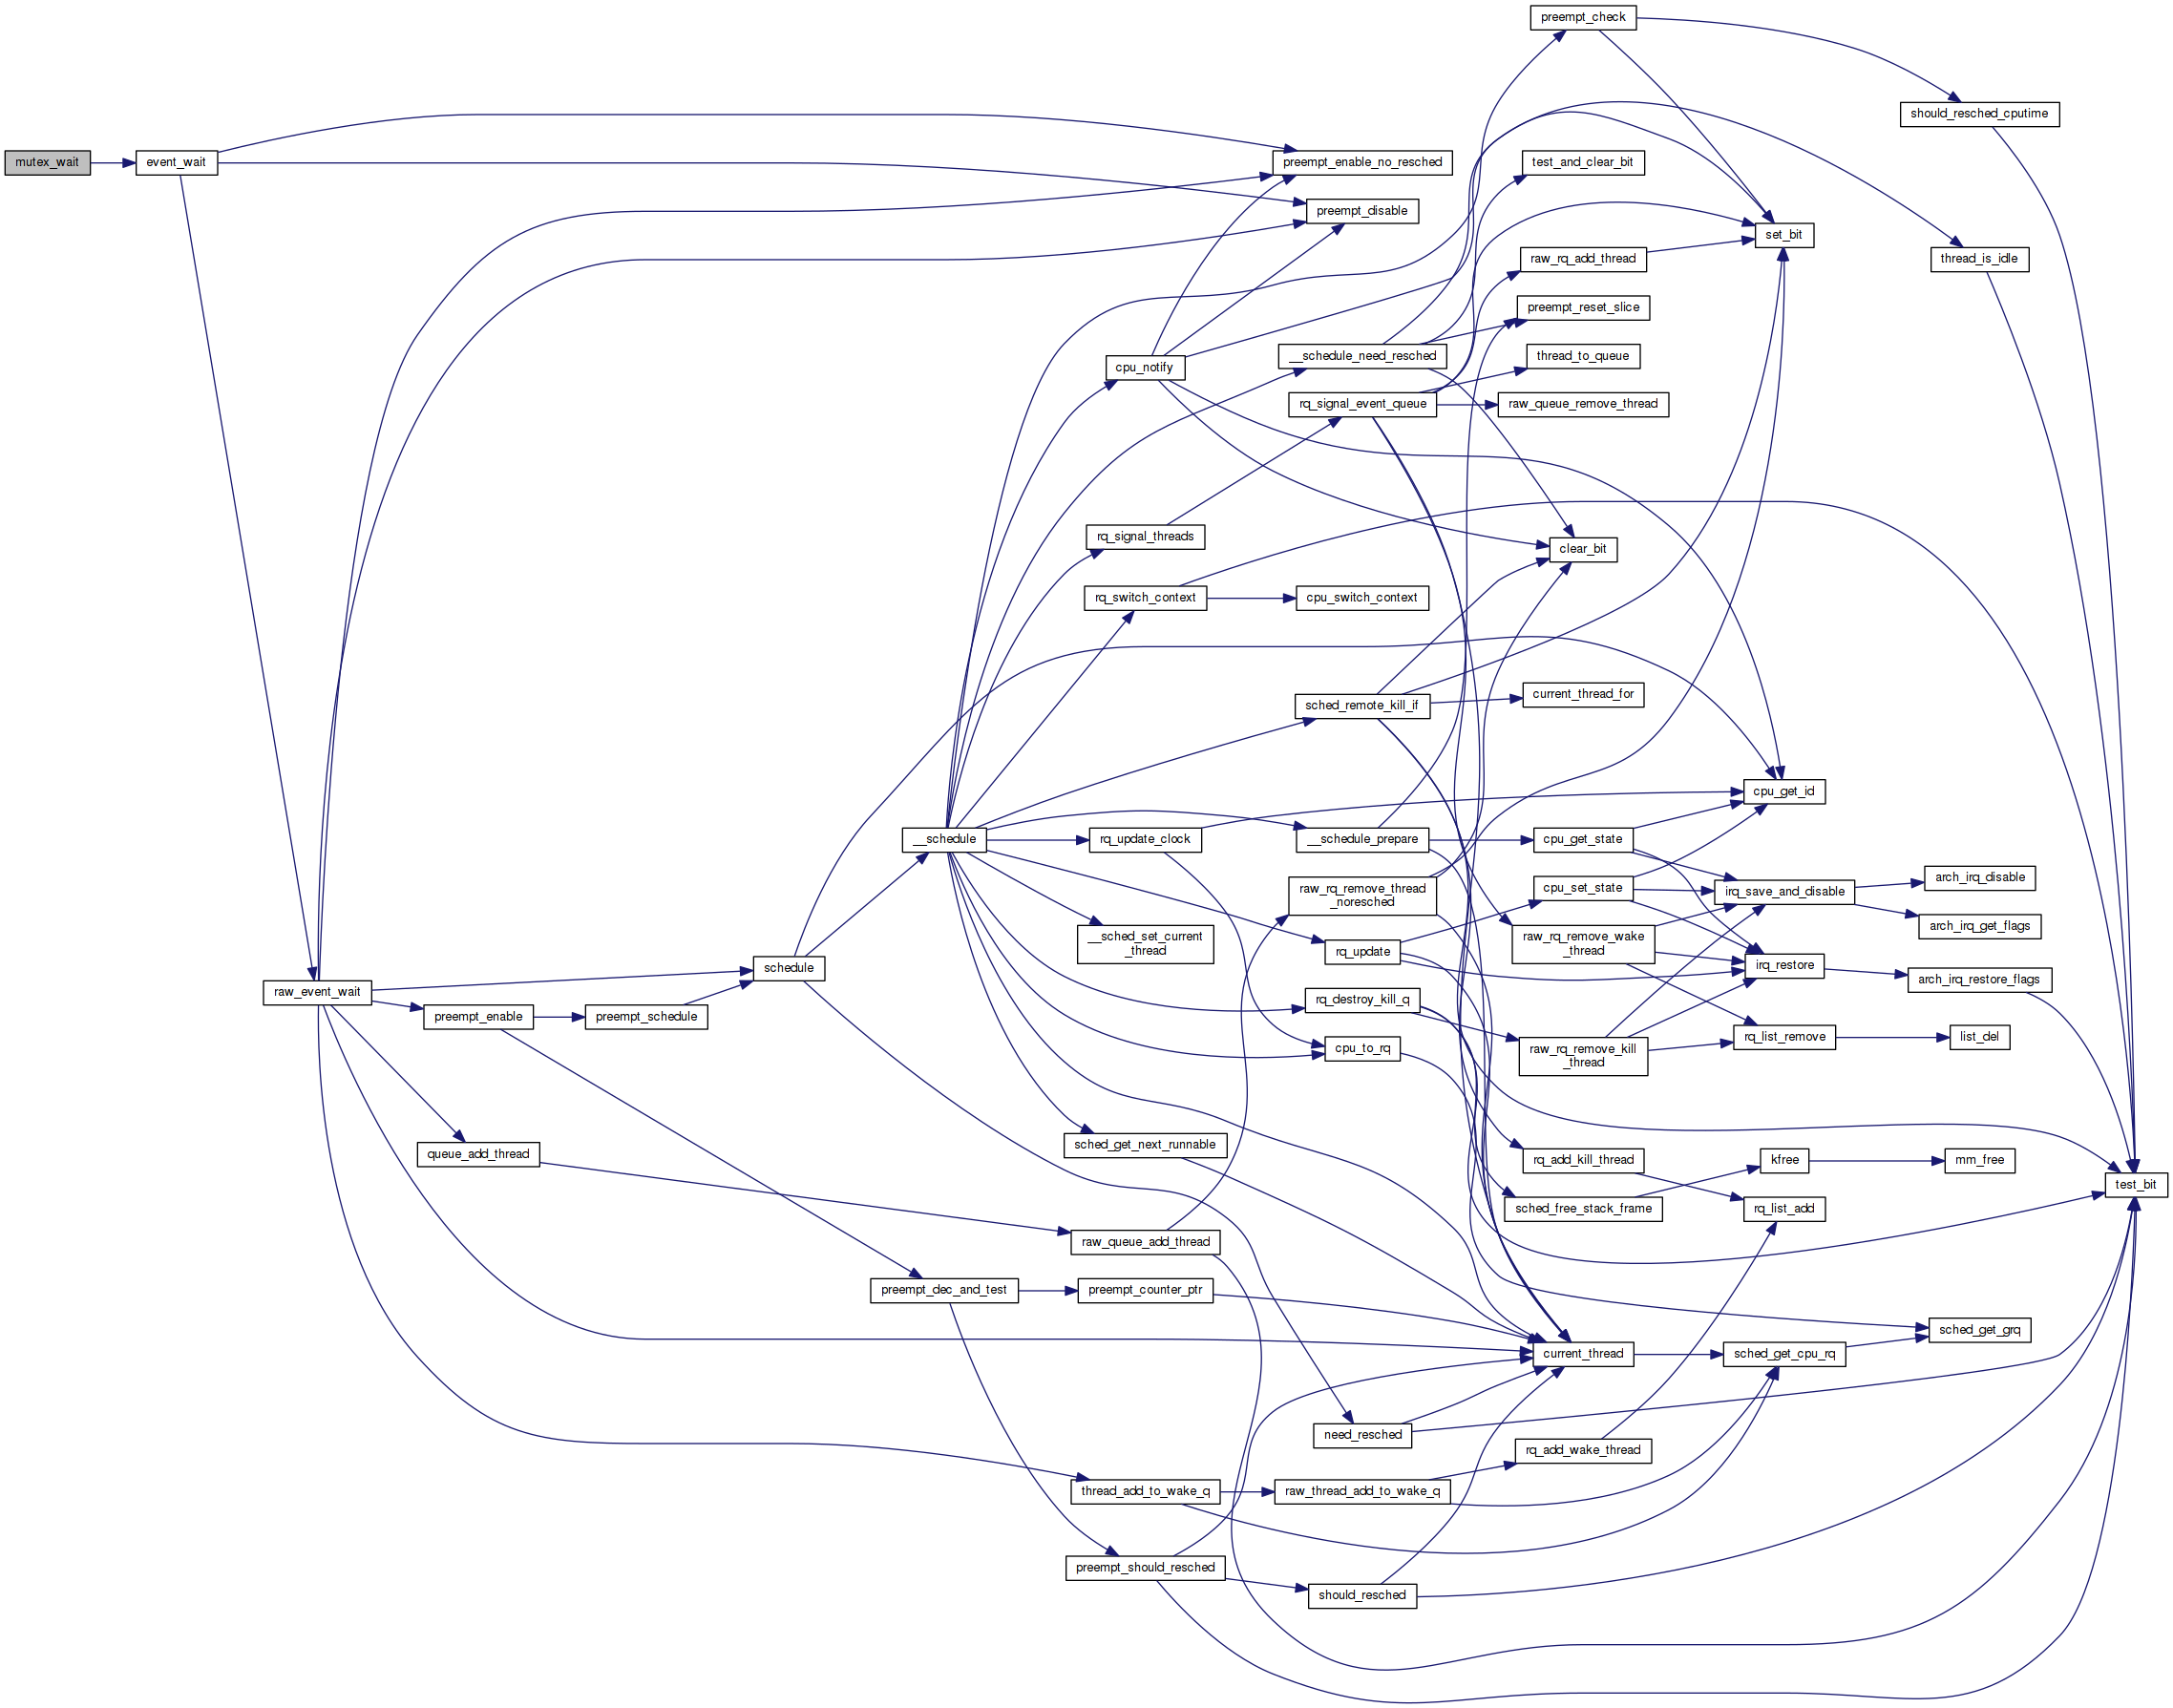 preempt_check
should_resched_cputime
mutex_wait
event_wait
preempt_enable_no_resched
test_and_clear_bit
preempt_disable
set_bit
raw_rq_add_thread
thread_is_idle
preempt_reset_slice
__schedule_need_resched
thread_to_queue
cpu_notify
rq_signal_event_queue
raw_queue_remove_thread
rq_signal_threads
clear_bit
rq_switch_context
cpu_switch_context
sched_remote_kill_if
current_thread_for
cpu_get_id
__schedule
rq_update_clock
__schedule_prepare
cpu_get_state
raw_rq_remove_thread
_noresched
cpu_set_state
irq_save_and_disable
arch_irq_disable
arch_irq_get_flags
__sched_set_current
_thread
rq_update
raw_rq_remove_wake
_thread
irq_restore
schedule
arch_irq_restore_flags
raw_event_wait
rq_destroy_kill_q
preempt_enable
preempt_schedule
cpu_to_rq
raw_rq_remove_kill
_thread
rq_list_remove
list_del
sched_get_next_runnable
queue_add_thread
rq_add_kill_thread
kfree
mm_free
test_bit
sched_free_stack_frame
rq_list_add
raw_queue_add_thread
preempt_dec_and_test
preempt_counter_ptr
sched_get_grq
current_thread
sched_get_cpu_rq
need_resched
rq_add_wake_thread
thread_add_to_wake_q
raw_thread_add_to_wake_q
preempt_should_resched
should_resched